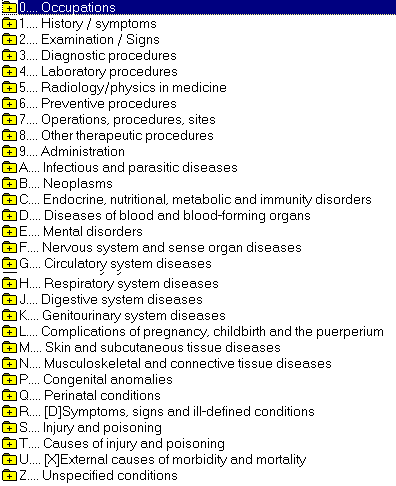 0.... Occupations
1.... History / symptoms
2.... Examination / Signs
3.... Diagnostic procedures
4.... Laboratory procedures
5.... Radiology/physics in medicine
6.... Preventive procedures
7.... Operations, procedures, sites
8.... Other therapeutic procedures
9.... Administration
A.... Infectious and parasitic diseases
B.... Neoplasms
C.... Endocrine, nutritional, metabolic and immunity disorders
D.... Diseases of blood and blood-forming organs
E.... Mental disorders
F.... Nervous system and sense organ diseases
G.... Circulatory system diseases
H.... Respiratory system diseases
J.... Digestive system diseases
K.... Genitourinary system diseases
L.... Complications of pregnancy, childbirth and the puerperium
M.... Skin and subcutaneous tissue diseases
N.... Musculoskeletal and connective tissue diseases
P.... Congenital anomalies
Q.... Perinatal conditions
R.... [D]Symptoms, signs and ill-defined conditions
S.... Injury and poisoning
T.... Causes of injury and poisoning
U.... [X]External causes of morbidity and mortality
Z.... Unspecified conditions